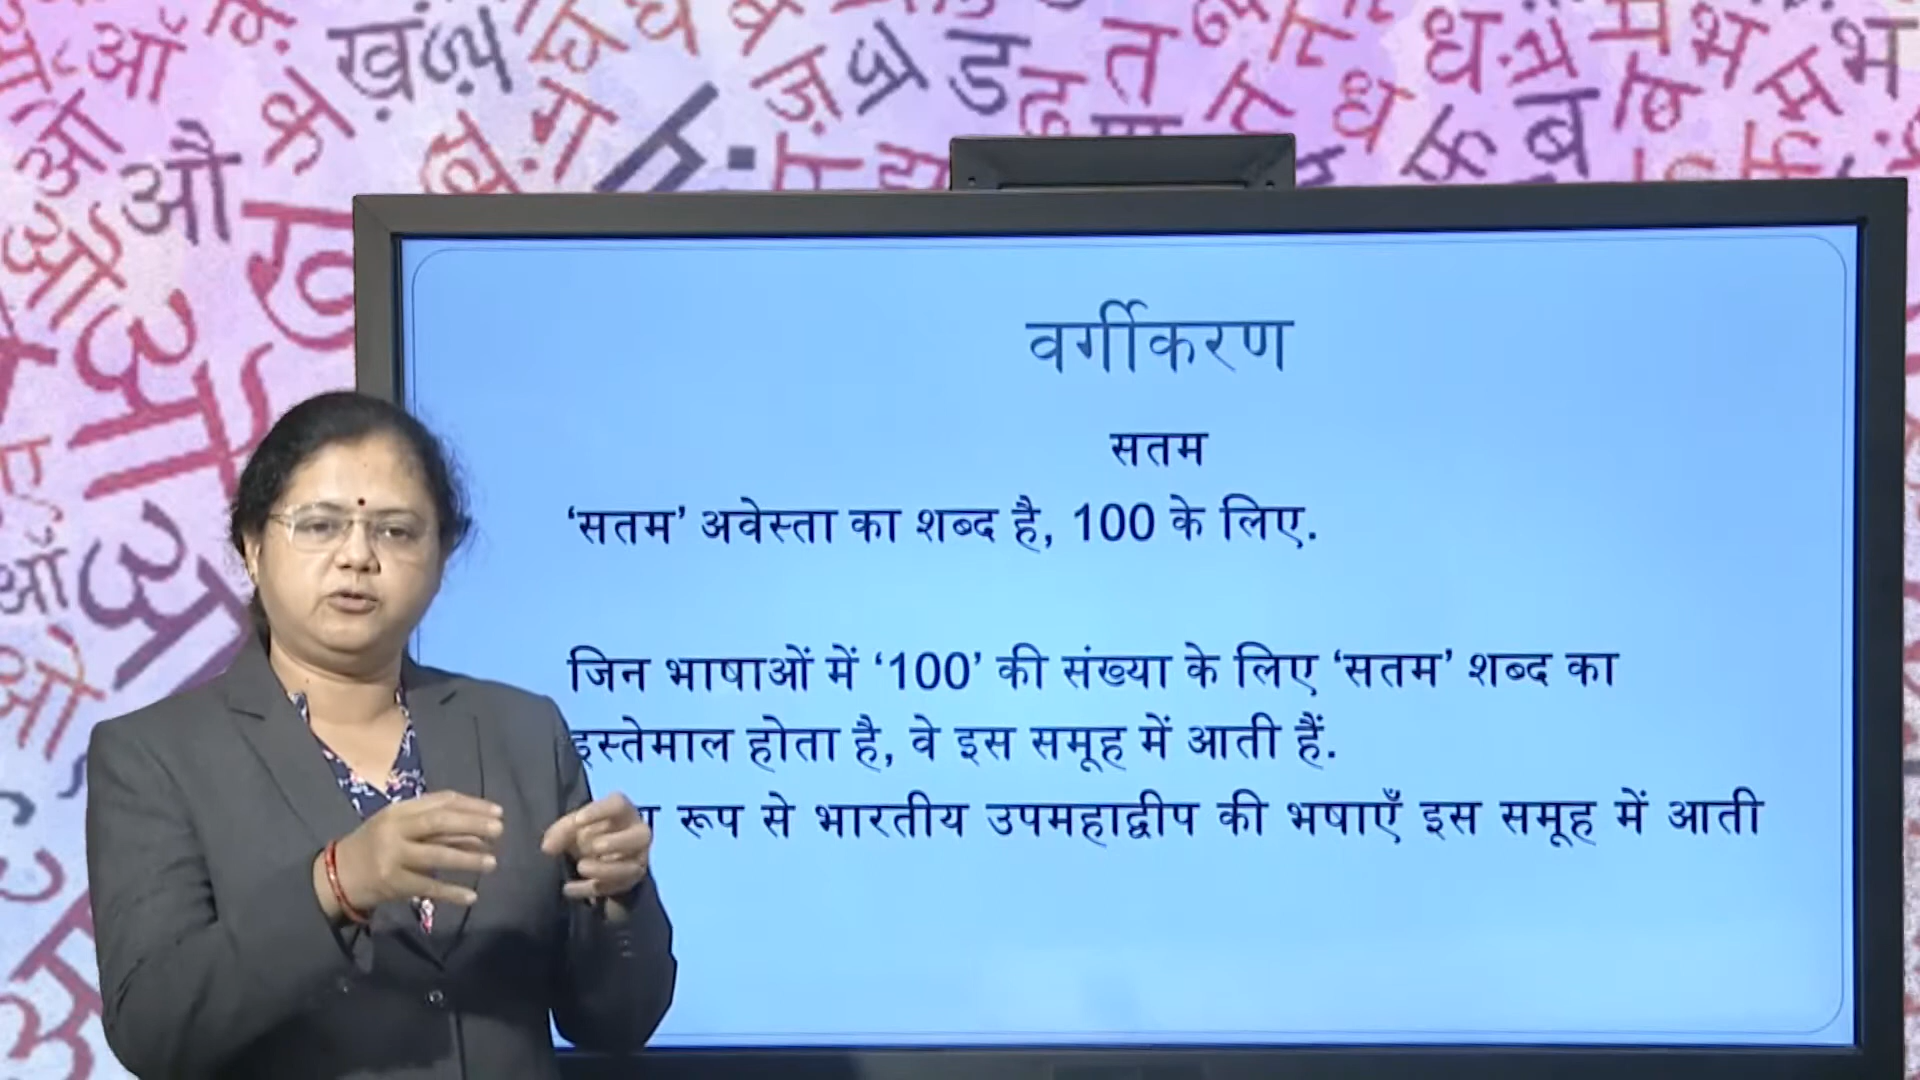 वर्गीकरण
सतम
‘सतम’ अवेस्ता का शब्द है, 100 के लिए.
जिन भाषाओं में ‘100’ की संख्या के लिए ‘सतम’ शब्द का
इस्तेमाल होता है, वे इस समूह में आती हैं.
रूप से भारतीय उपमहाद्वीप की भषाएँ इस समूह में आती